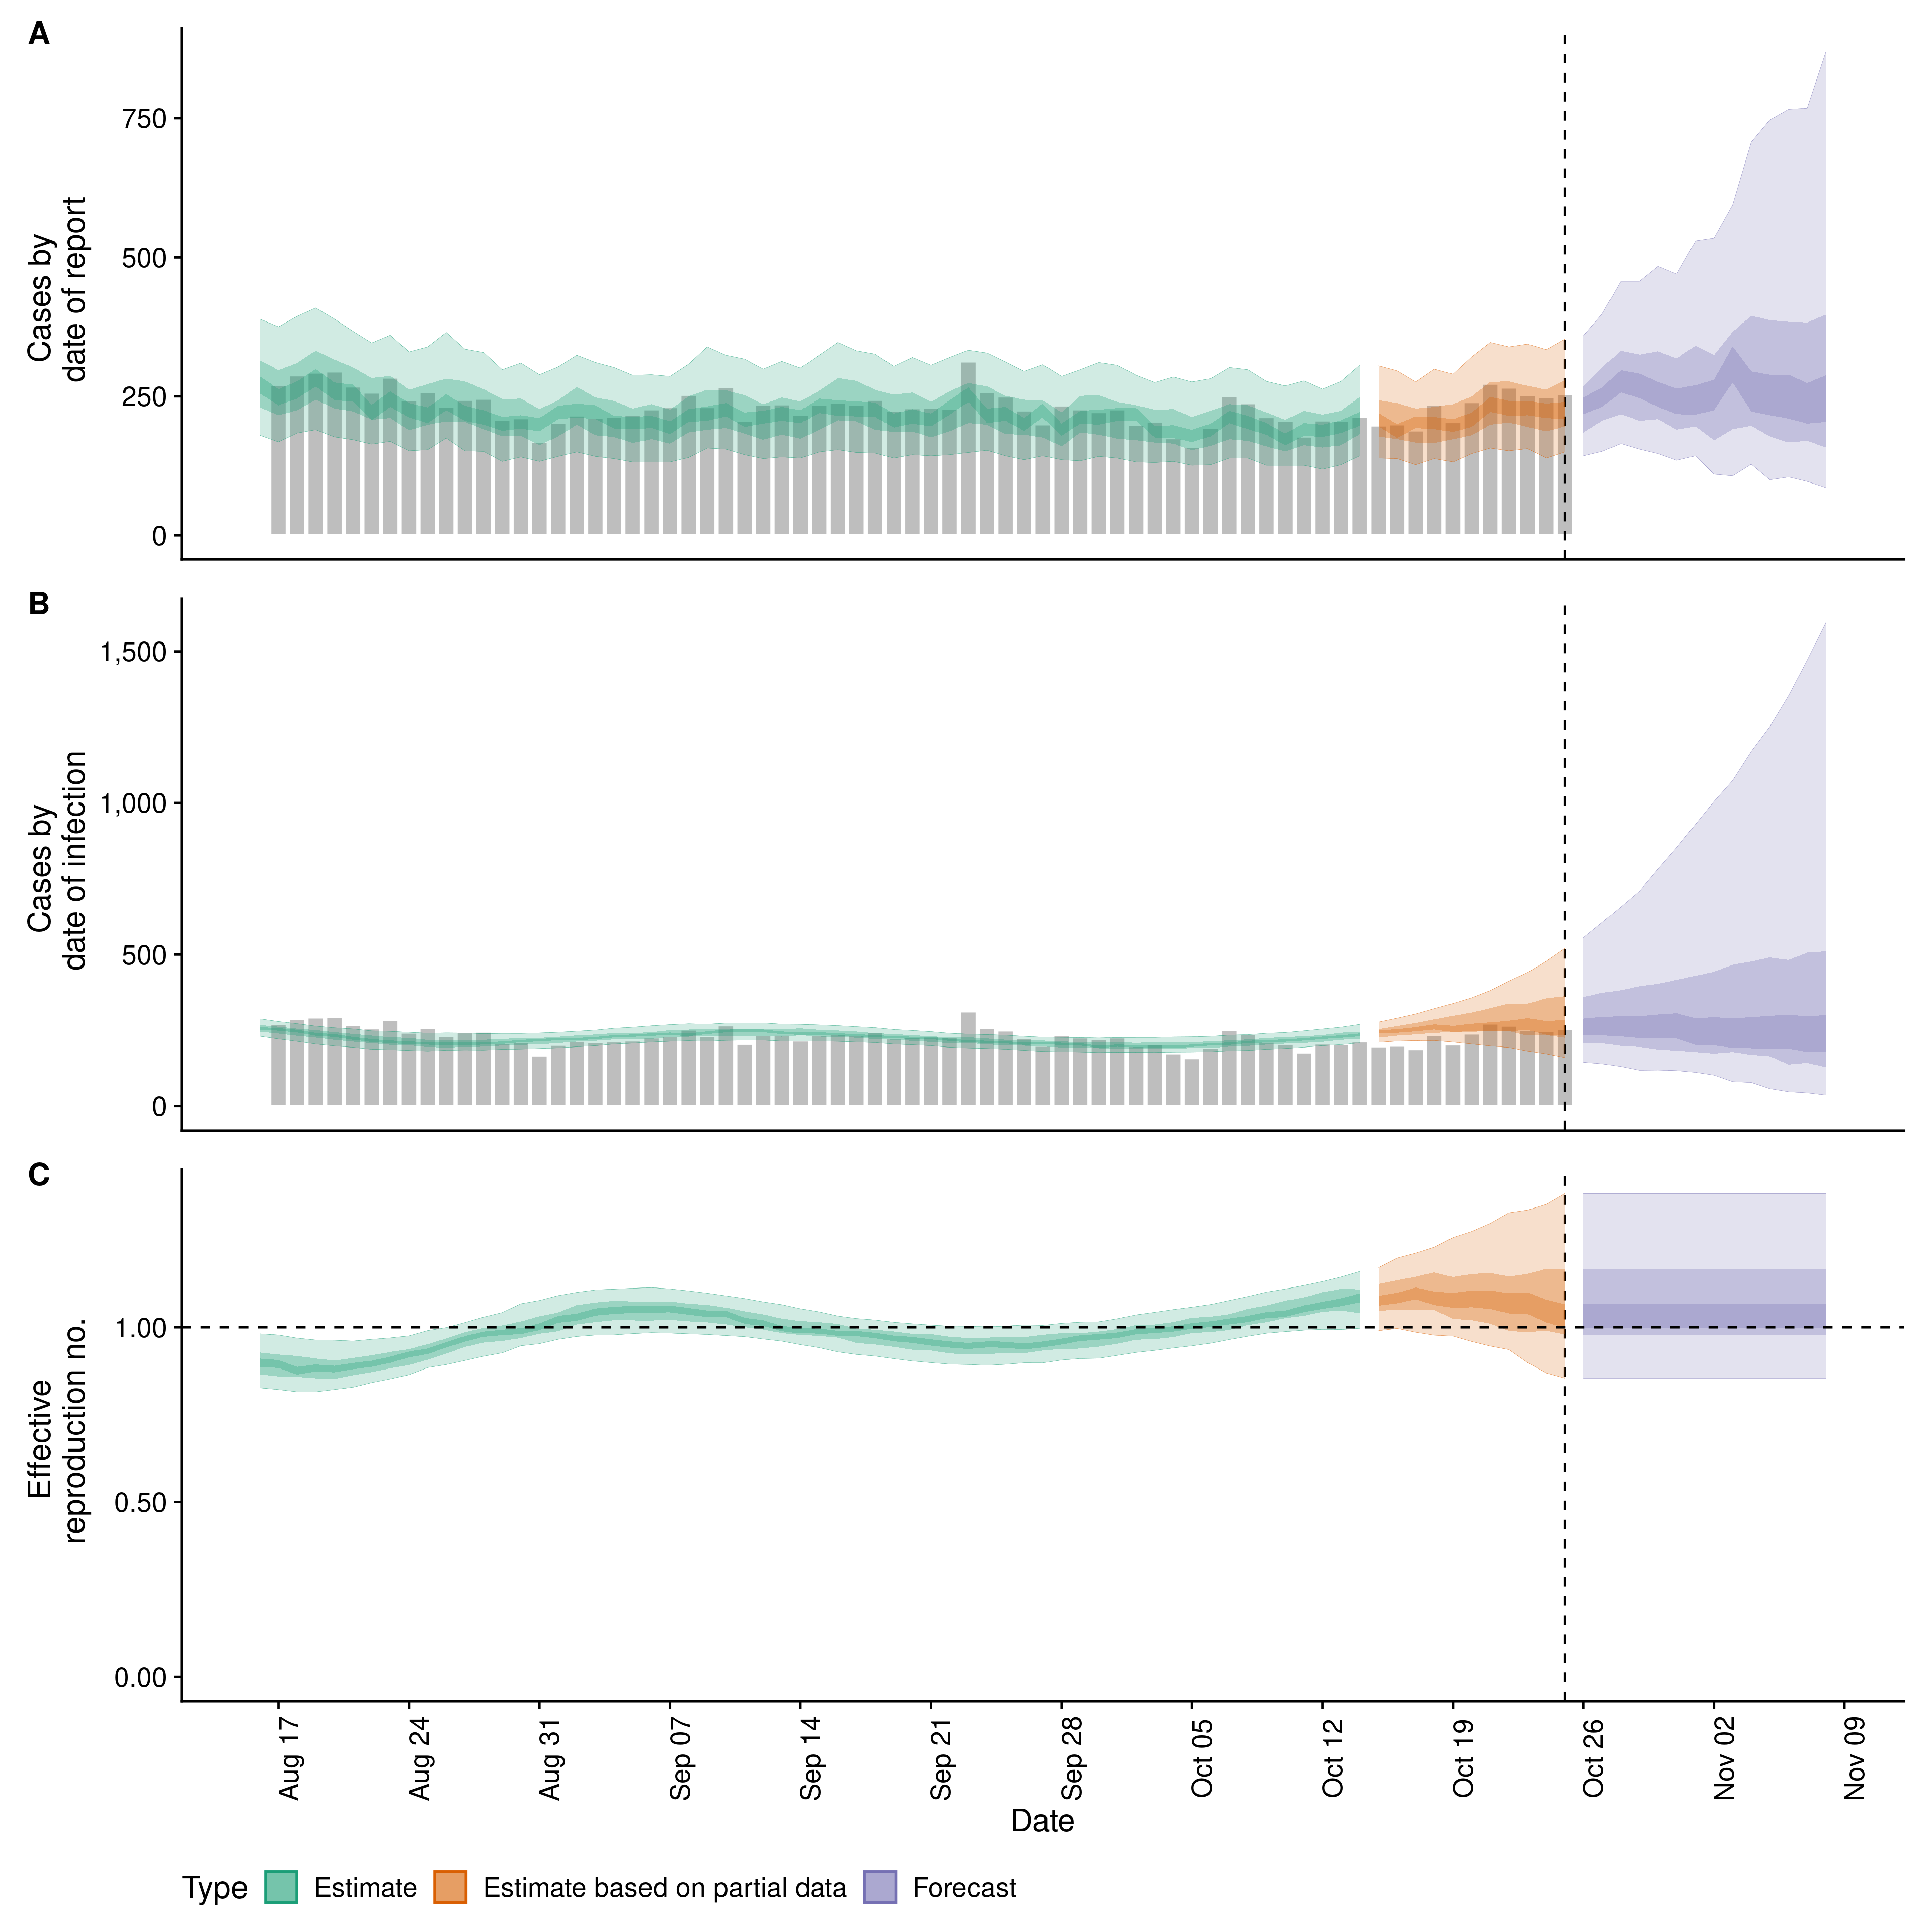 A
Cases by
date of report
750
500
250
0
B
Cases by
date of infection
1,500
1,000
500
0
C
Effective
reproduction no.
1.00
0.50
0.00
Aug 17
Aug 24
Aug 31
Sep 07
Sep 14
Sep 21
Sep 28
Oct 05
Oct 12
Oct 19
Oct 26
Nov 02
Nov 09
Date
Type Estimate Estimate based on partial data Forecast